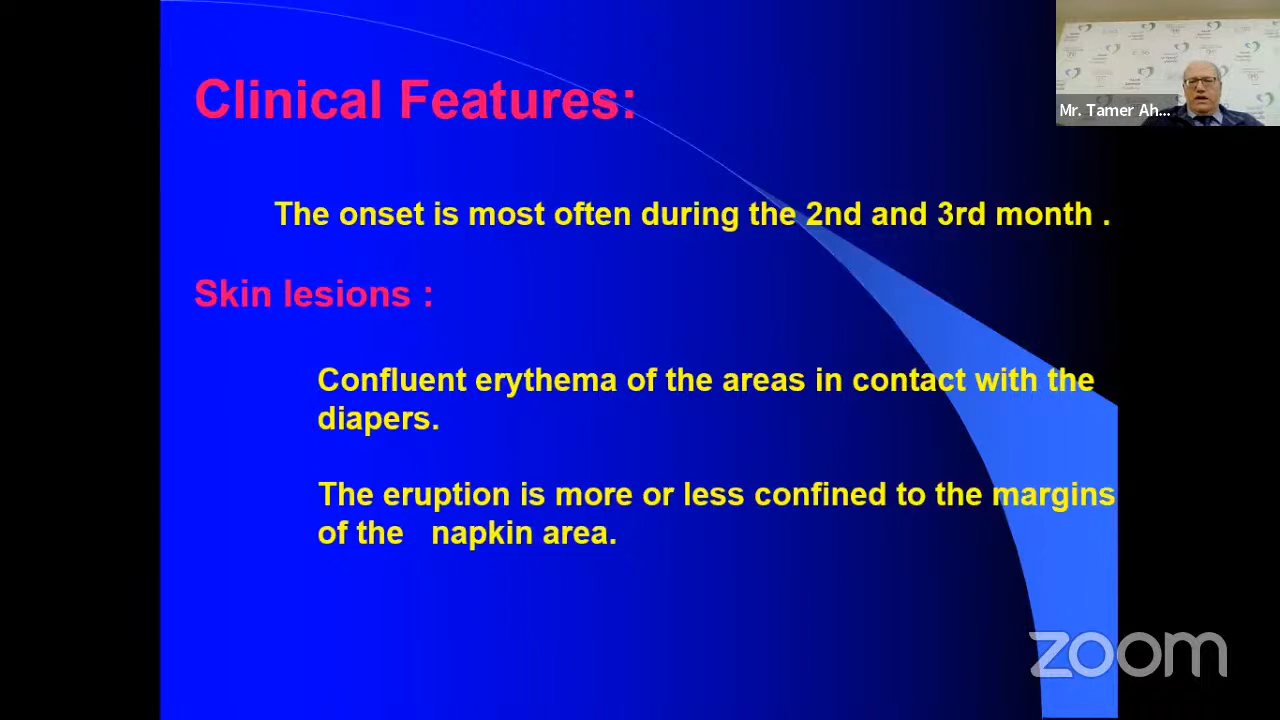 Clinical Features:
Mr. Tamer Ah...
The onset is most often during the 2nd and 3rd month .
Skin lesions :
Confluent erythema of the areas in contact with the
diapers.
The eruption is more or less confined to the margins
of the napkin area.
zoom